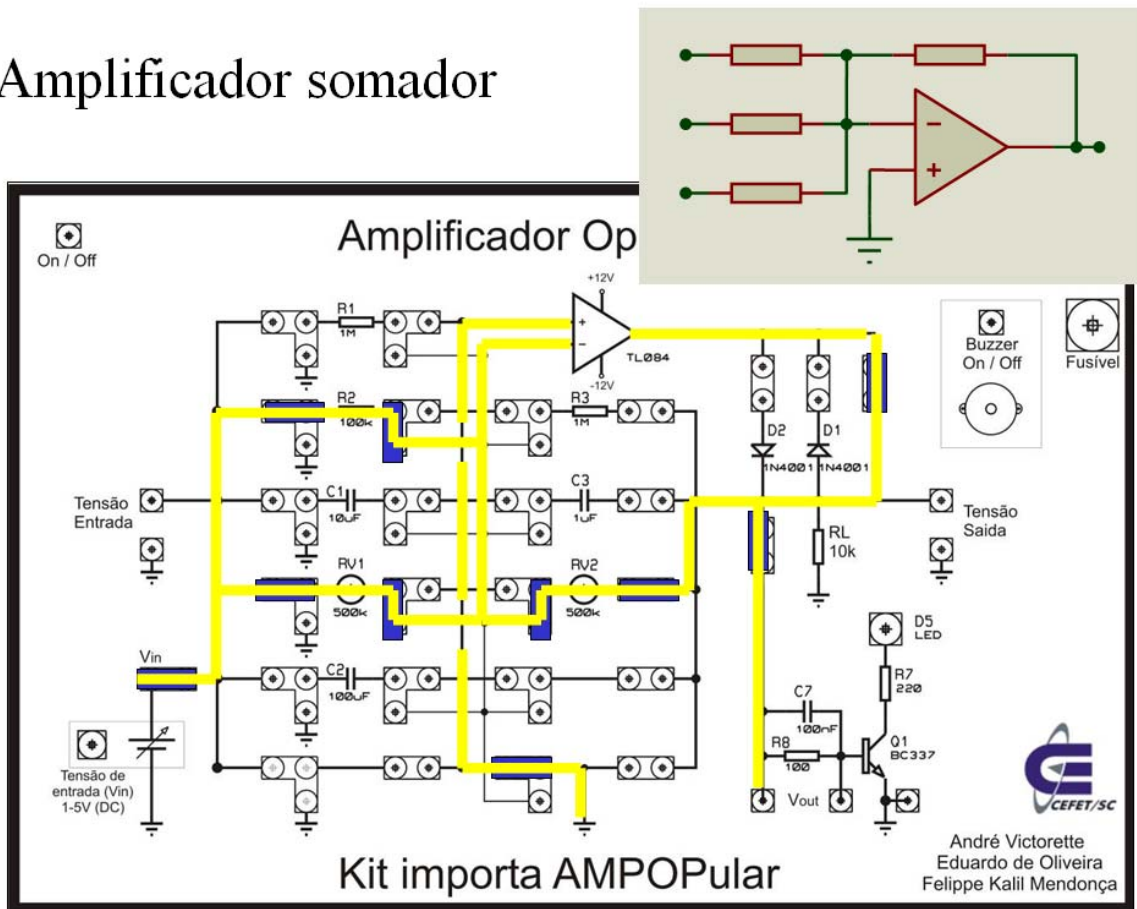 Amplificador somador
Amplificador Op
On / Off
+12V
-12V
TL084
R1
1M
R2
100k
R3
1M
C1
10uF
C3
1uF
RV1
500k
RV2
500k
C2
100uF
Tensão
Entrada
Vin
Tensão de
entrada (Vin)
1-5V (DC)
D2
1N4001
D1
1N4001
RL
10k
Buzzer
On / Off
Fusível
Tensão
Saida
D5
LED
R7
220
C7
100nF
R8
100
Q1
BC337
Vout
CEFET/SC
André Victorette
Eduardo de Oliveira
Felippe Kalil Mendonça
Kit importa AMPOPular